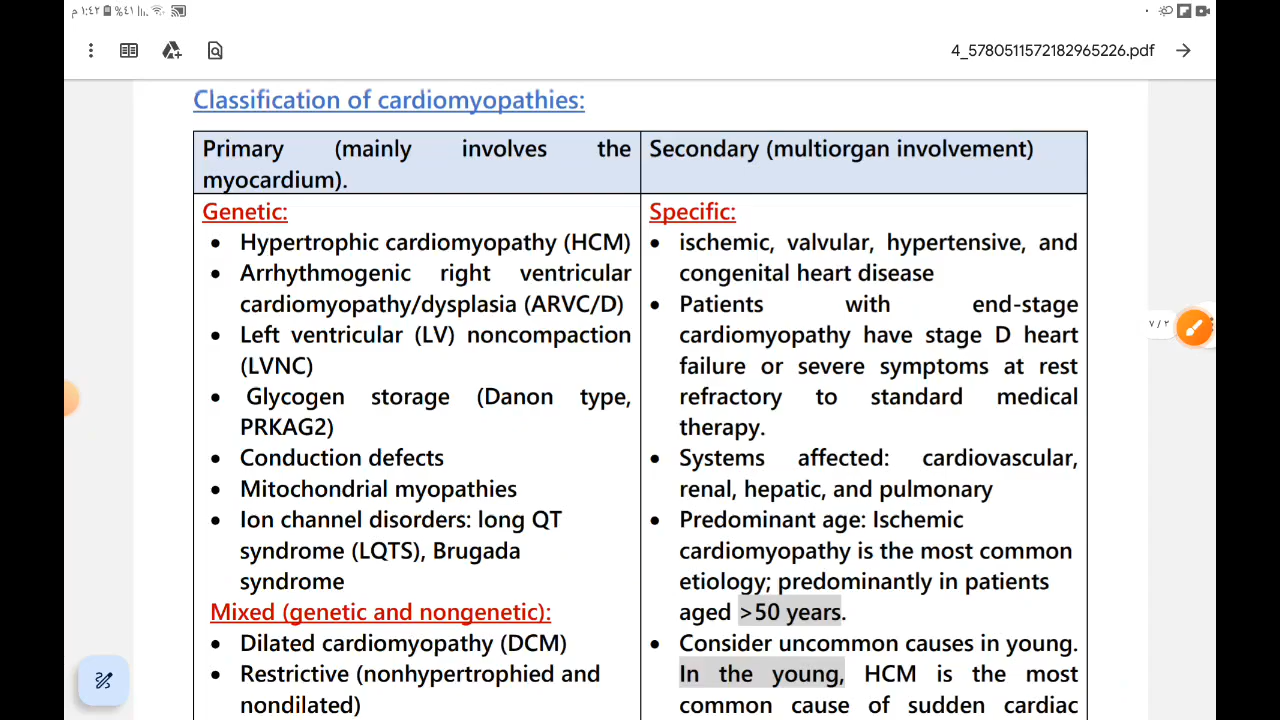 م ١:٤٢ %٤١
4_5780511572182965226.pdf
Classification of cardiomyopathies:
Primary (mainly involves the
myocardium).
Genetic:
• Hypertrophic cardiomyopathy (HCM)
• Arrhythmogenic right ventricular
cardiomyopathy/dysplasia (ARVC/D)
• Left ventricular (LV) noncompaction
(LVNC)
• Glycogen storage (Danon type,
PRKAG2)
• Conduction defects
• Mitochondrial myopathies
• Ion channel disorders: long QT
syndrome (LQTS), Brugada
syndrome
Mixed (genetic and nongenetic):
• Dilated cardiomyopathy (DCM)
• Restrictive (nonhypertrophied and
nondilated)
Secondary (multiorgan involvement)
Specific:
• ischemic, valvular, hypertensive, and
congenital heart disease
• Patients with end-stage
cardiomyopathy have stage D heart
failure or severe symptoms at rest
refractory to standard medical
therapy.
• Systems affected: cardiovascular,
renal, hepatic, and pulmonary
• Predominant age: Ischemic
cardiomyopathy is the most common
etiology; predominantly in patients
aged >50 years.
• Consider uncommon causes in young.
In the young, HCM is the most
common cause of sudden cardiac
٧/٢